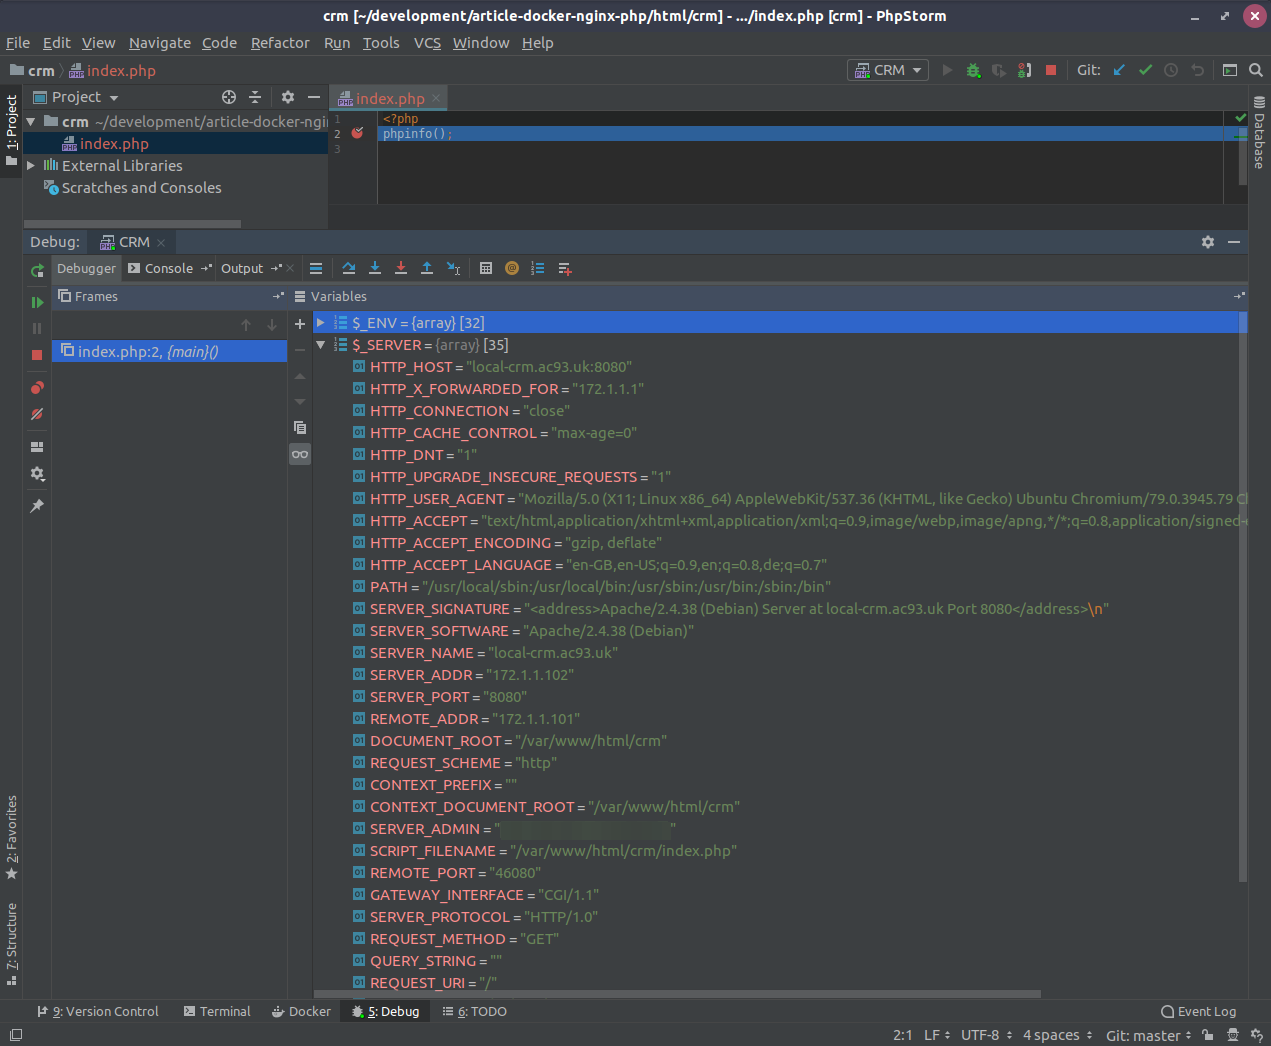 crm [~/development/article-docker-nginx-php/html/crm] - .../index.php [crm] - PhpStorm
File Edit View Navigate Code Refactor Run Tools VCS Window Help
crm index.php CRM Git:
1: Project
Project
index.php
Database
crm ~/development/article-docker-ngi
index.php
External Libraries
Scratches and Consoles
1 <?php
2 phpinfo();
3
Debug: CRM
Debugger Console Output
Frames
Variables
index.php:2, {main}()
$_ENV = {array} [32]
$_SERVER = {array} [35]
HTTP_HOST = "local-crm.ac93.uk:8080"
HTTP_X_FORWARDED_FOR = "172.1.1.1"
HTTP_CONNECTION = "close"
HTTP_CACHE_CONTROL = "max-age=0"
HTTP_DNT = "1"
HTTP_UPGRADE_INSECURE_REQUESTS = "1"
HTTP_USER_AGENT = "Mozilla/5.0 (X11; Linux x86_64) AppleWebKit/537.36 (KHTML, like Gecko) Ubuntu Chromium/79.0.3945.79 C
HTTP_ACCEPT = "text/html,application/xhtml+xml,application/xml;q=0.9,image/webp,image/apng,*/*;q=0.8,application/signed-
HTTP_ACCEPT_ENCODING = "gzip, deflate"
HTTP_ACCEPT_LANGUAGE = "en-GB,en-US;q=0.9,en;q=0.8,de;q=0.7"
PATH = "/usr/local/sbin:/usr/local/bin:/usr/sbin:/usr/bin:/sbin:/bin"
SERVER_SIGNATURE = "<address>Apache/2.4.38 (Debian) Server at local-crm.ac93.uk Port 8080</address>\n"
SERVER_SOFTWARE = "Apache/2.4.38 (Debian)"
SERVER_NAME = "local-crm.ac93.uk"
SERVER_ADDR = "172.1.1.102"
SERVER_PORT = "8080"
REMOTE_ADDR = "172.1.1.101"
DOCUMENT_ROOT = "/var/www/html/crm"
REQUEST_SCHEME = "http"
CONTEXT_PREFIX = ""
CONTEXT_DOCUMENT_ROOT = "/var/www/html/crm"
SERVER_ADMIN = " "
SCRIPT_FILENAME = "/var/www/html/crm/index.php"
REMOTE_PORT = "46080"
GATEWAY_INTERFACE = "CGI/1.1"
SERVER_PROTOCOL = "HTTP/1.0"
REQUEST_METHOD = "GET"
QUERY_STRING = ""
REQUEST_URI = "/"
2: Favorites
7: Structure
9: Version Control Terminal Docker 5: Debug 6: TODO Event Log
2:1 LF UTF-8 4 spaces Git: master